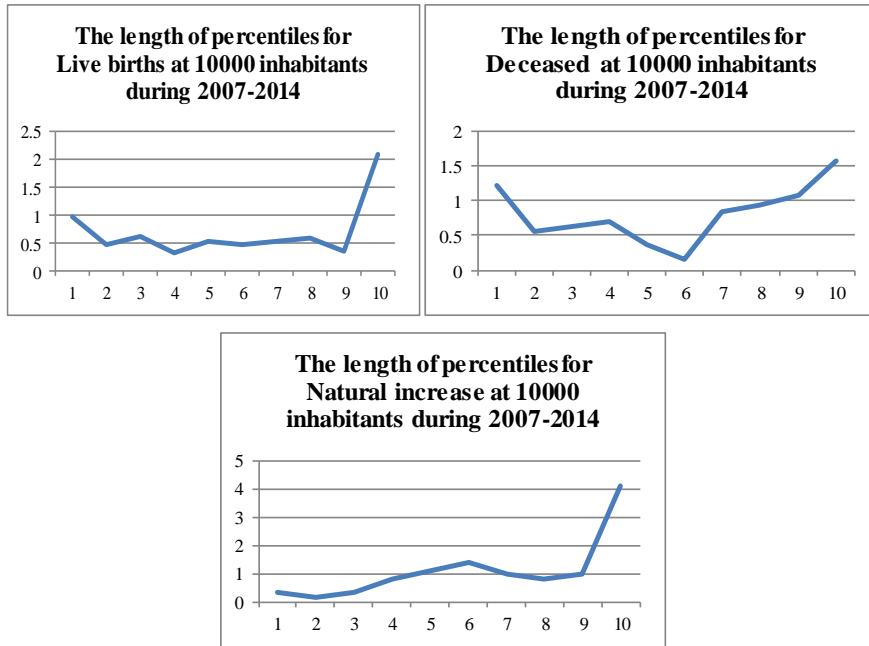 The length of percentiles for
Live births at 10000 inhabitants
during 2007-2014
2.5
2
1.5
1
0.5
0
1 2 3 4 5 6 7 8 9 10
The length of percentiles for
Deceased at 10000 inhabitants
during 2007-2014
2
1.5
1
0.5
0
1 2 3 4 5 6 7 8 9 10
The length of percentiles for
Natural increase at 10000
inhabitants during 2007-2014
5
4
3
2
1
0
1 2 3 4 5 6 7 8 9 10